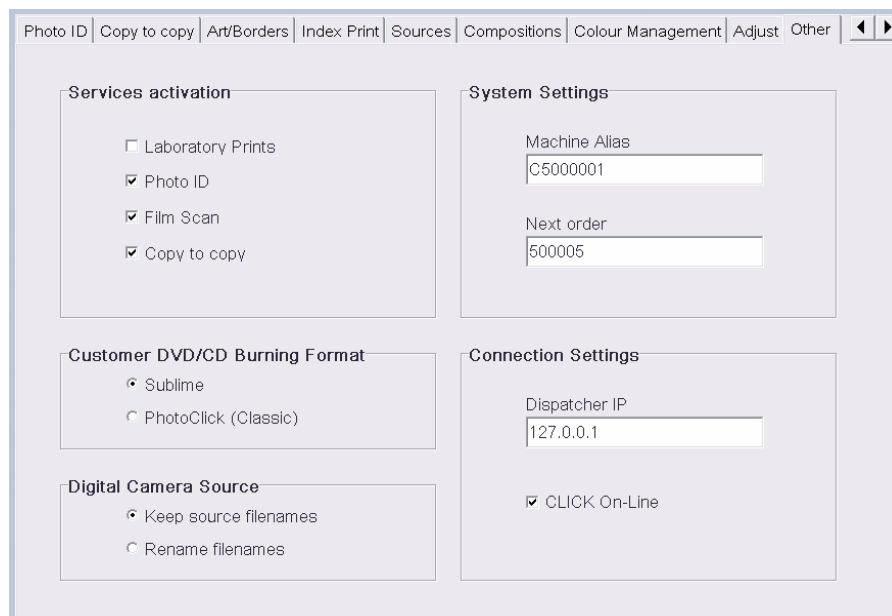 Photo ID Copy to copy Art/Borders Index Print Sources Compositions Colour Management Adjust Other
Services activation
Laboratory Prints
Photo ID
Film Scan
Copy to copy
System Settings
Machine Alias
C5000001
Next order
500005
Customer DVD/CD Burning Format
Sublime
PhotoClick (Classic)
Connection Settings
Dispatcher IP
127.0.0.1
CLICK On-Line
Digital Camera Source
Keep source filenames
Rename filenames